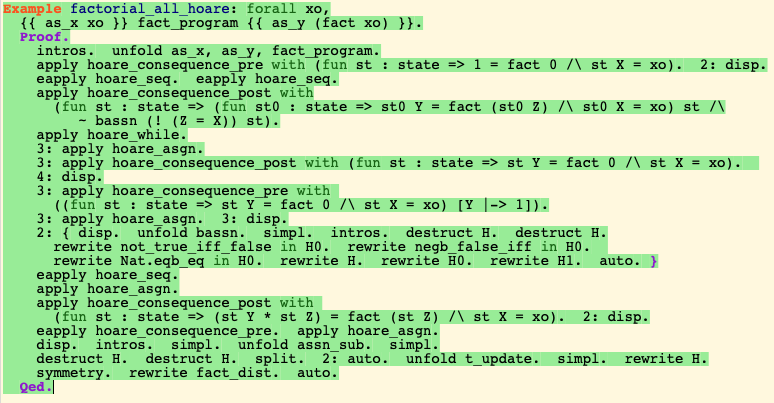 Example factorial_all_hoare: forall xo,
{{ as_x xo }} fact_program {{ as_y (fact xo) }}.
Proof.
intros.  unfold as_x, as_y, fact_program.
apply hoare_consequence_pre with (fun st : state => 1 = fact 0 /\ st X = xo).  2: disp.
eapply hoare_seq.  eapply hoare_seq.
apply hoare_consequence_post with
(fun st : state => (fun st0 : state => st0 Y = fact (st0 Z) /\ st0 X = xo) st /\
~ bassn (! (Z = X)) st).
apply hoare_while.
3: apply hoare_asgn.
3: apply hoare_consequence_post with (fun st : state => st Y = fact 0 /\ st X = xo).
4: disp.
3: apply hoare_consequence_pre with
((fun st : state => st Y = fact 0 /\ st X = xo) [Y |-> 1]).
3: apply hoare_asgn.  3: disp.
2: { disp.  unfold bassn.  simpl.  intros.  destruct H.  destruct H.
rewrite not_true_iff_false in H0.  rewrite negb_false_iff in H0.
rewrite Nat.eqb_eq in H0.  rewrite H.  rewrite H0.  rewrite H1.  auto. }
eapply hoare_seq.
apply hoare_asgn.
apply hoare_consequence_post with
(fun st : state => (st Y * st Z) = fact (st Z) /\ st X = xo).  2: disp.
eapply hoare_consequence_pre.  apply hoare_asgn.
disp.  intros.  simpl.  unfold assn_sub.  simpl.
destruct H.  destruct H.  split.  2: auto.  unfold t_update.  simpl.  rewrite H.
symmetry.  rewrite fact_dist.  auto.
Qed.